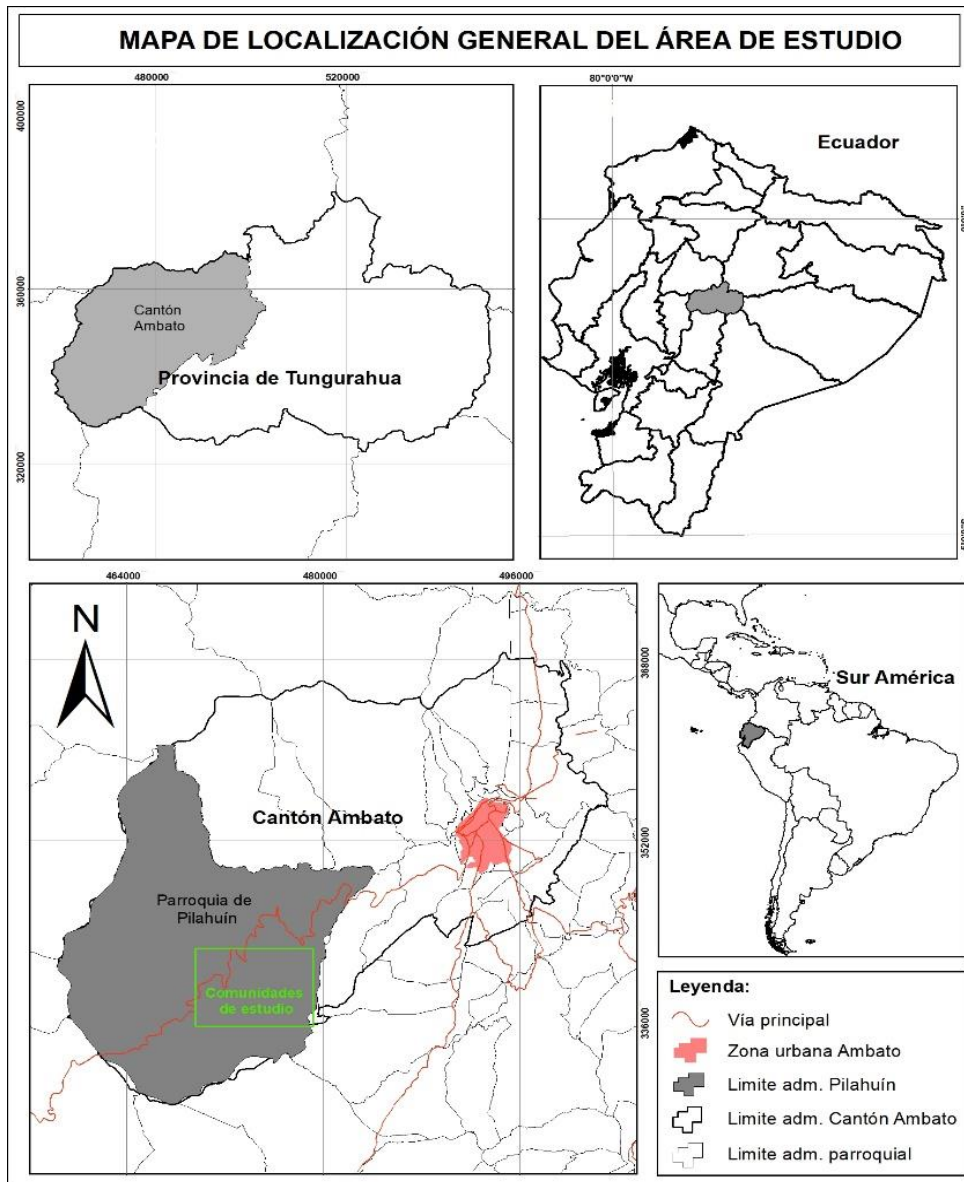 MAPA DE LOCALIZACIÓN GENERAL DEL ÁREA DE ESTUDIO
480000
520000
400000
360000
320000
Cantón
Ambato
Provincia de Tungurahua
80°0'0"W
Ecuador
464000
480000
496000
368000
352000
336000
N
Cantón Ambato
Parroquia de
Pilahuín
Comunidades
de estudio
Sur América
Leyenda:
Vía principal
Zona urbana Ambato
Limite adm. Pilahuín
Limite adm. Cantón Ambato
Limite adm. parroquial